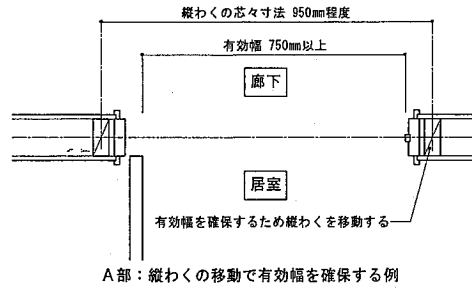 縦わくの芯々寸法 950mm程度
有効幅 750mm以上
廊下
居室
有効幅を確保するため縦わくを移動する
A部：縦わくの移動で有効幅を確保する例